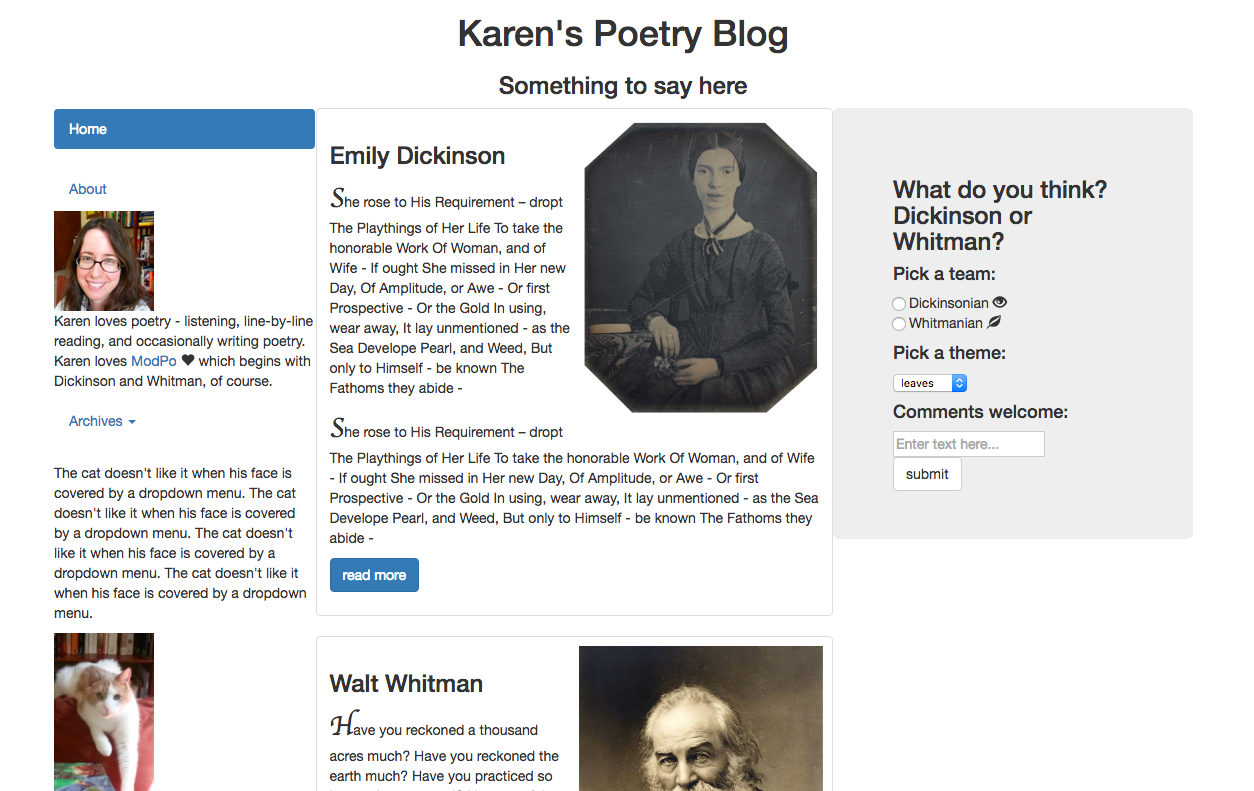 Karen's Poetry Blog
Something to say here
Home
About
Karen loves poetry - listening, line-by-line
reading, and occasionally writing poetry.
Karen loves ModPo ♥ which begins with
Dickinson and Whitman, of course.
Archives
The cat doesn't like it when his face is
covered by a dropdown menu. The cat
doesn't like it when his face is covered
by a dropdown menu. The cat doesn't
like it when his face is covered by a
dropdown menu. The cat doesn't like it
when his face is covered by a dropdown
menu.
Emily Dickinson
She rose to His Requirement – dropt
The Playthings of Her Life To take the
honorable Work Of Woman, and of
Wife - If ought She missed in Her new
Day, Of Amplitude, or Awe - Or first
Prospective - Or the Gold In using,
wear away, It lay unmentioned - as the
Sea Develope Pearl, and Weed, But
only to Himself - be known The
Fathoms they abide -
She rose to His Requirement – dropt
The Playthings of Her Life To take the honorable Work Of Woman, and of Wife
- If ought She missed in Her new Day, Of Amplitude, or Awe - Or first
Prospective - Or the Gold In using, wear away, It lay unmentioned - as the Sea
Develope Pearl, and Weed, But only to Himself - be known The Fathoms they
abide -
read more
Walt Whitman
Have you reckoned a thousand
acres much? Have you reckoned the
earth much? Have you practiced so
What do you think?
Dickinson or
Whitman?
Pick a team:
Dickinsonian
Whitmanian
Pick a theme:
leaves
Comments welcome:
Enter text here...
submit